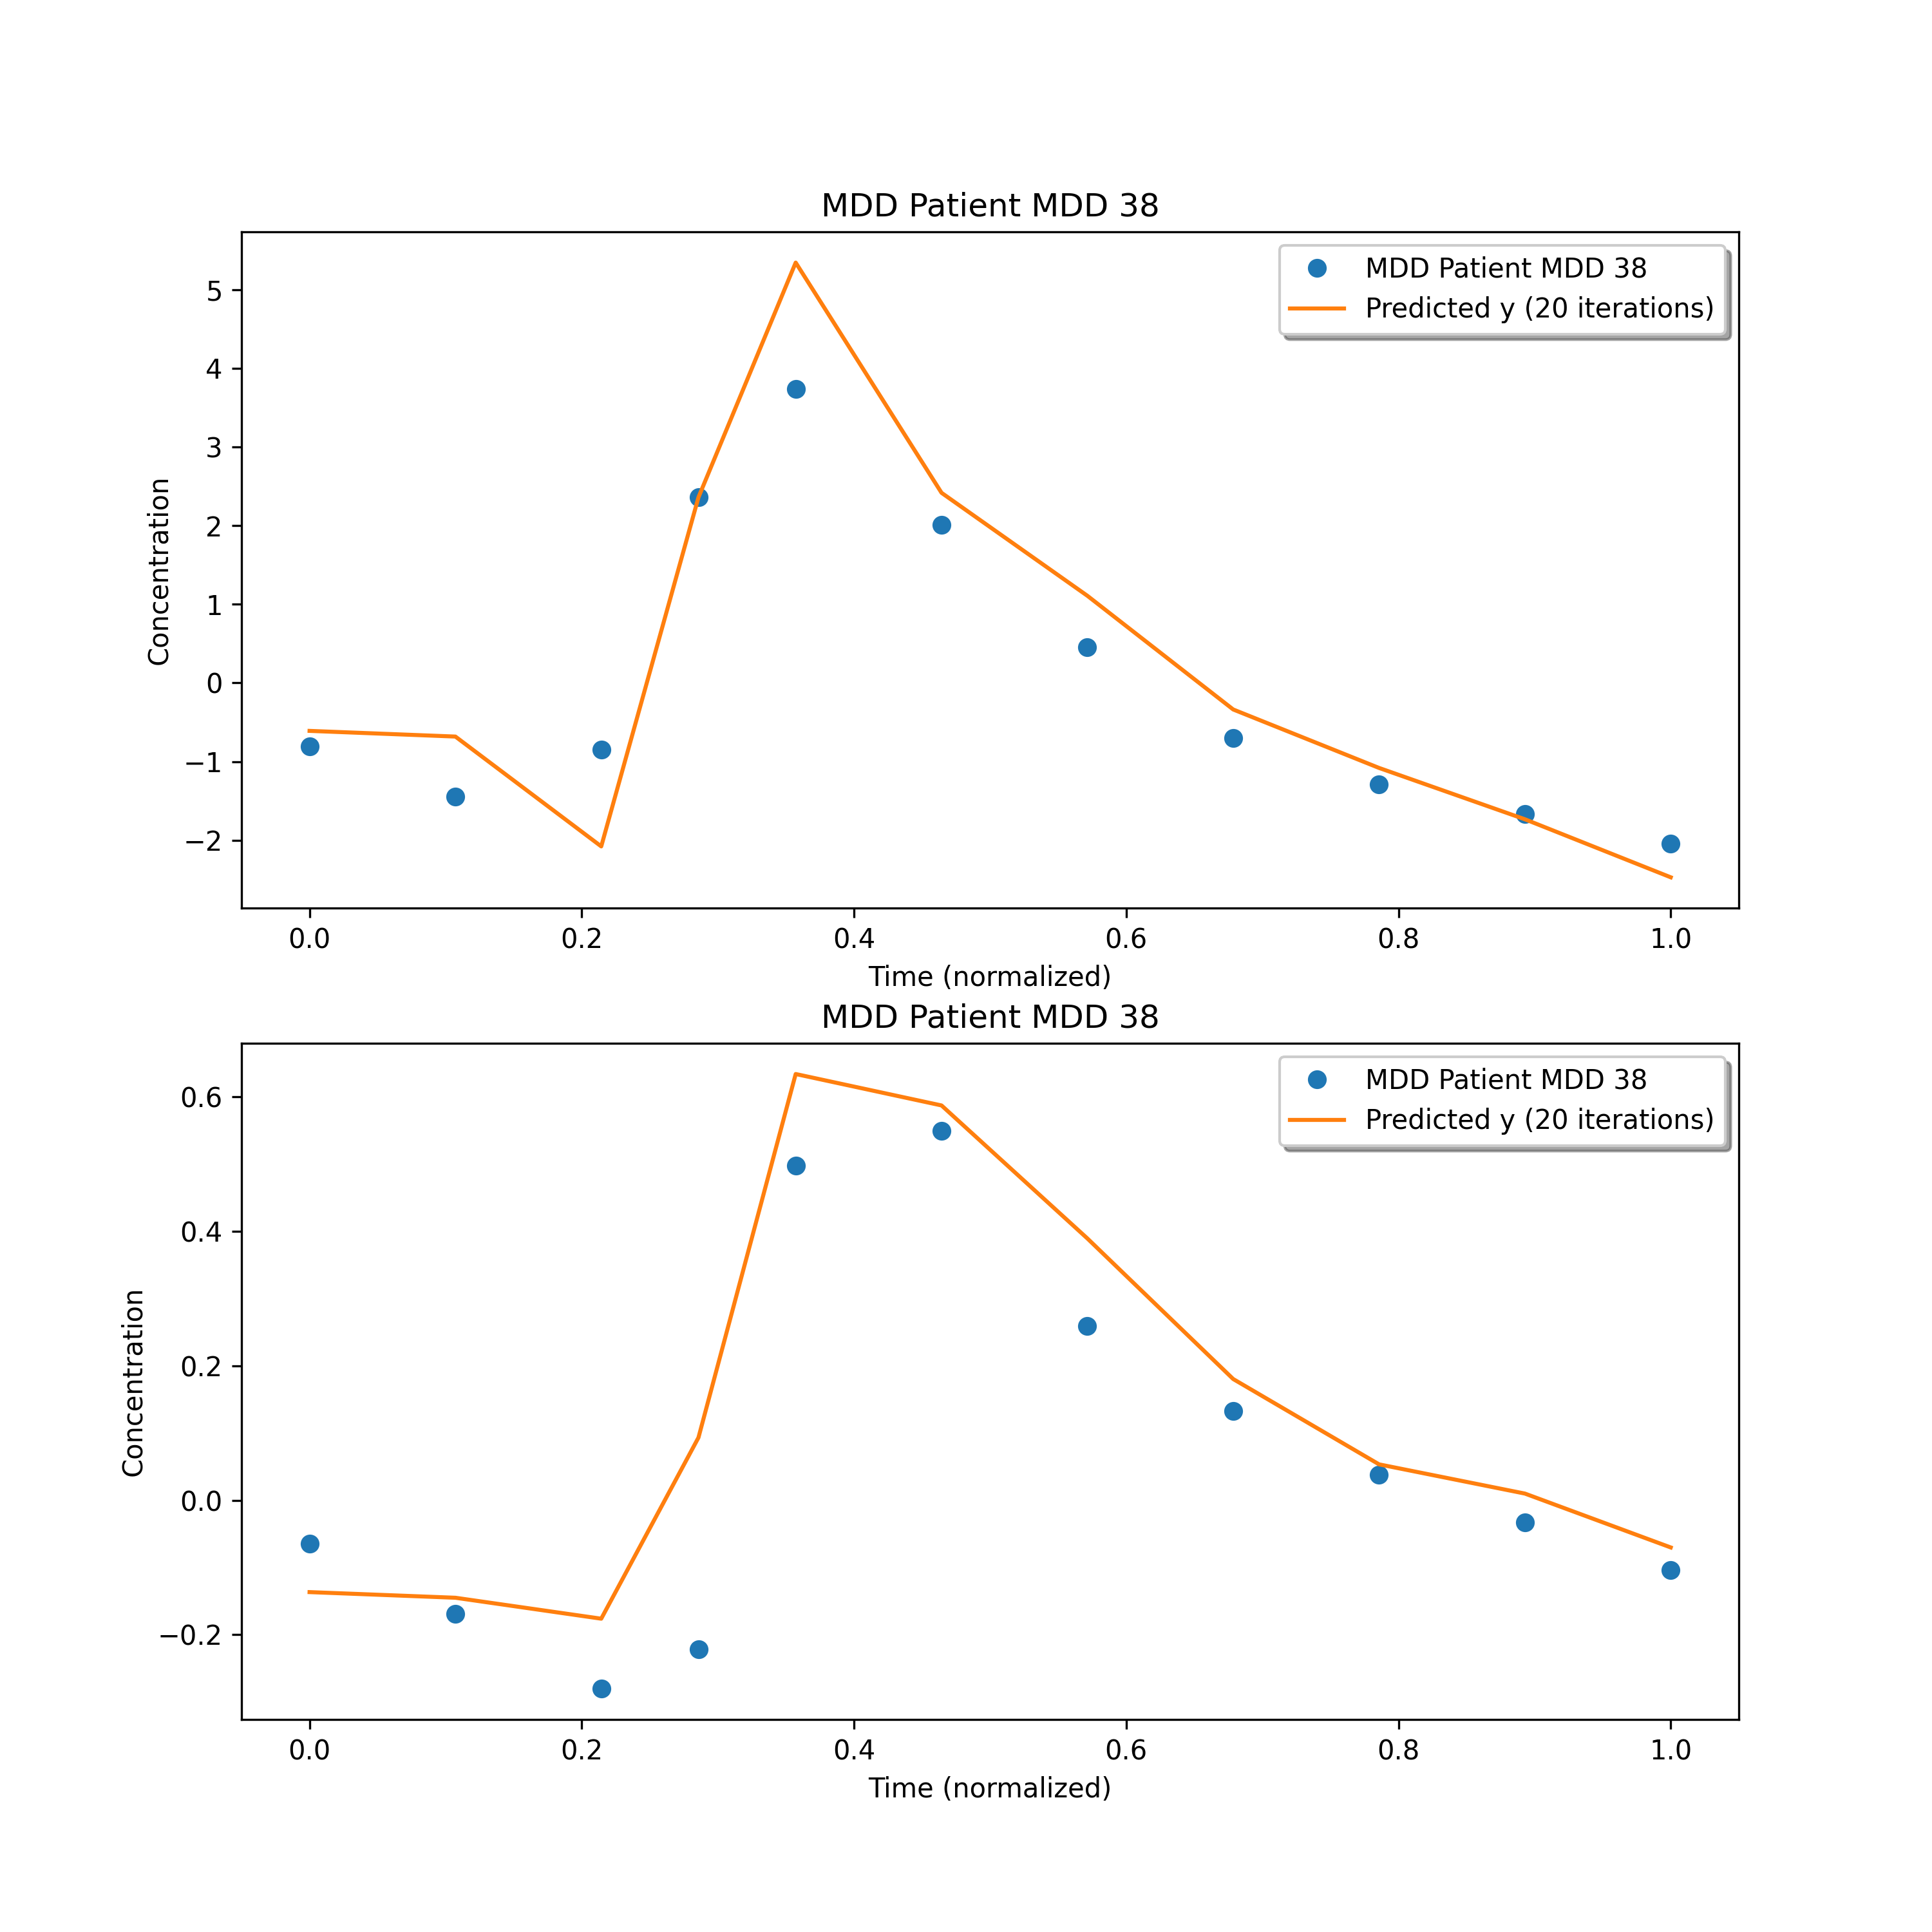 MDD Patient MDD 38
MDD Patient MDD 38
Predicted y (20 iterations)
5
4
3
2
1
0
−1
−2
Concentration
0.0 0.2 0.4 0.6 0.8 1.0
Time (normalized)
MDD Patient MDD 38
MDD Patient MDD 38
Predicted y (20 iterations)
0.6
0.4
0.2
0.0
−0.2
Concentration
0.0 0.2 0.4 0.6 0.8 1.0
Time (normalized)